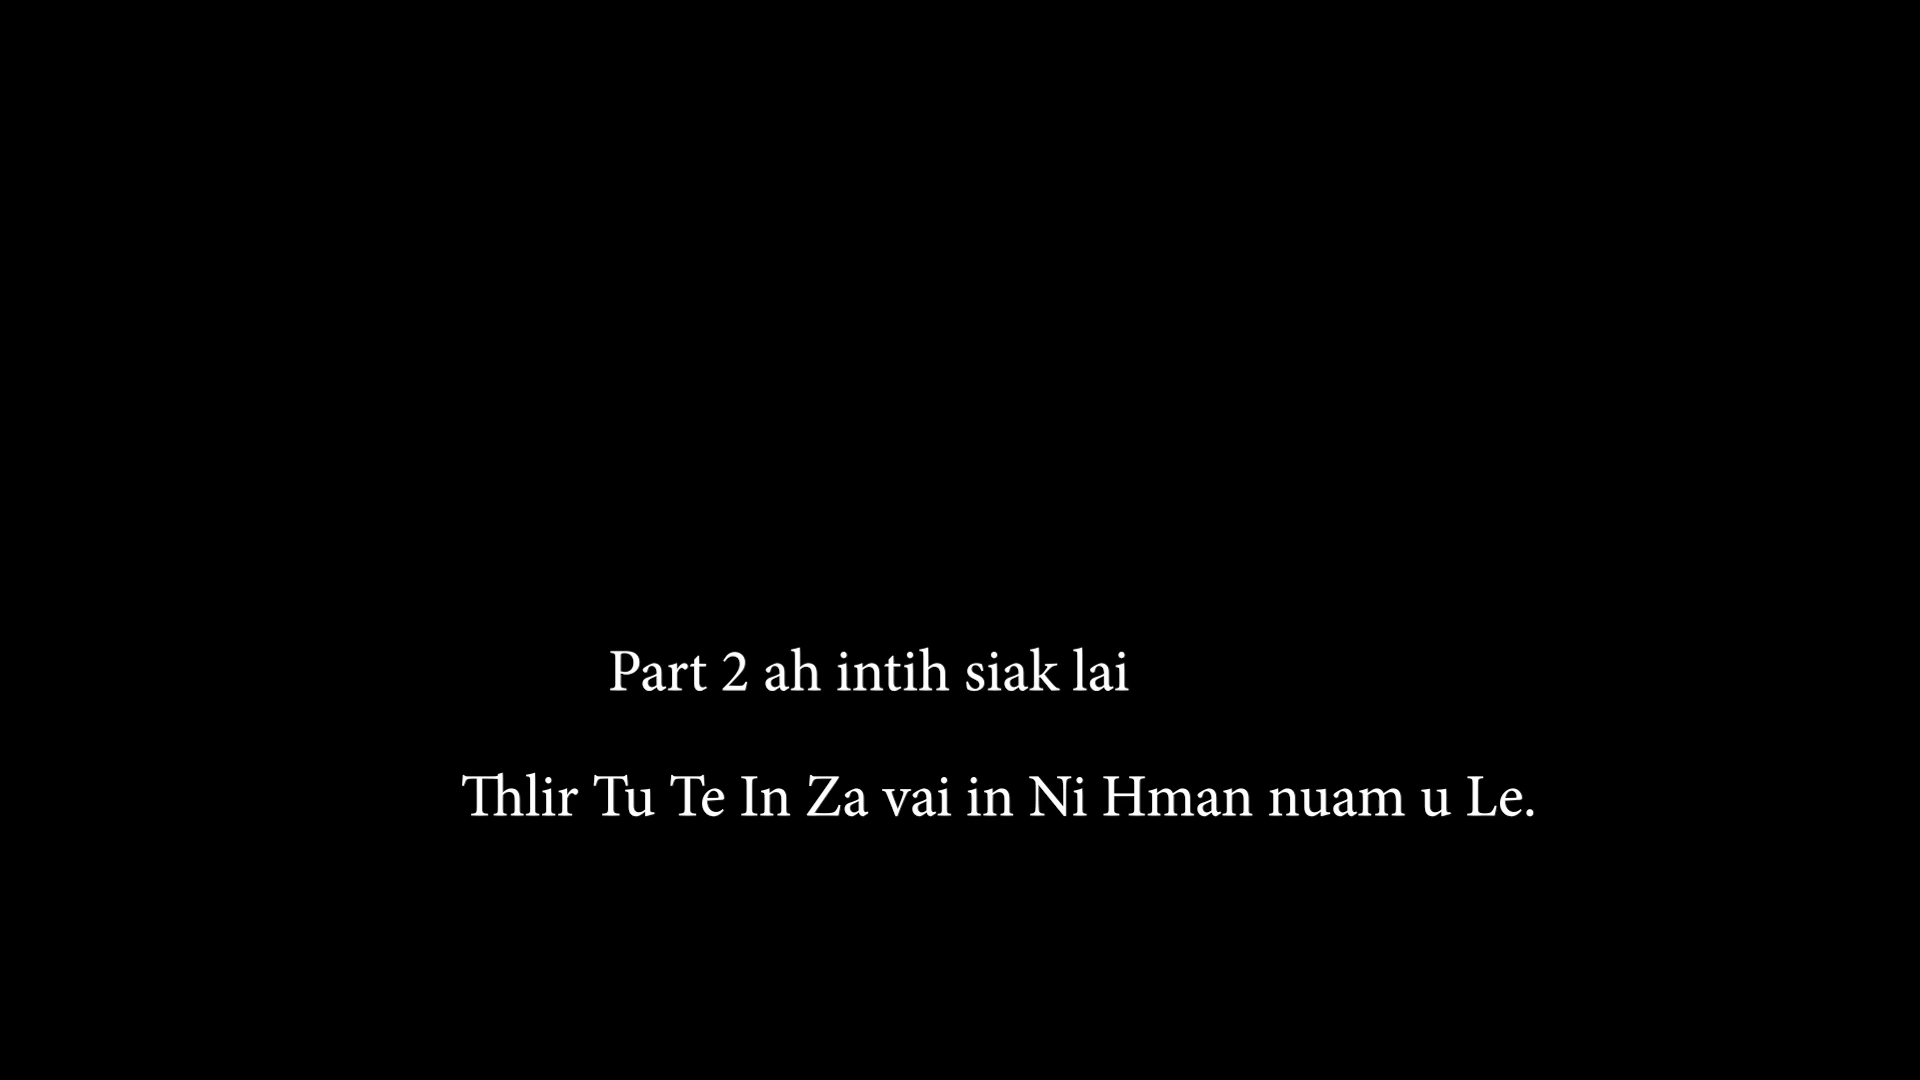 Part 2 ah intih siak lai
Thlir Tu Te In Za vai in Ni Hman nuam u Le.